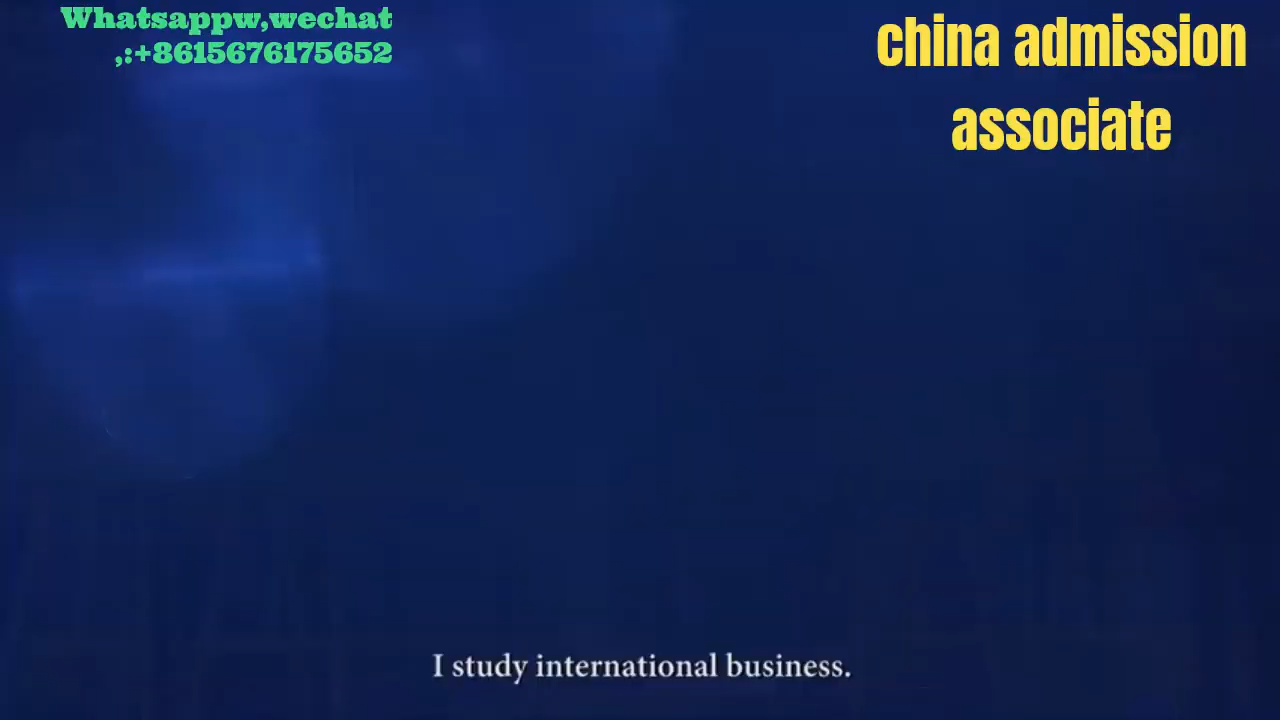 Whatsappw,wechat
,:+8615676175652
china admission
associate
I study international business.